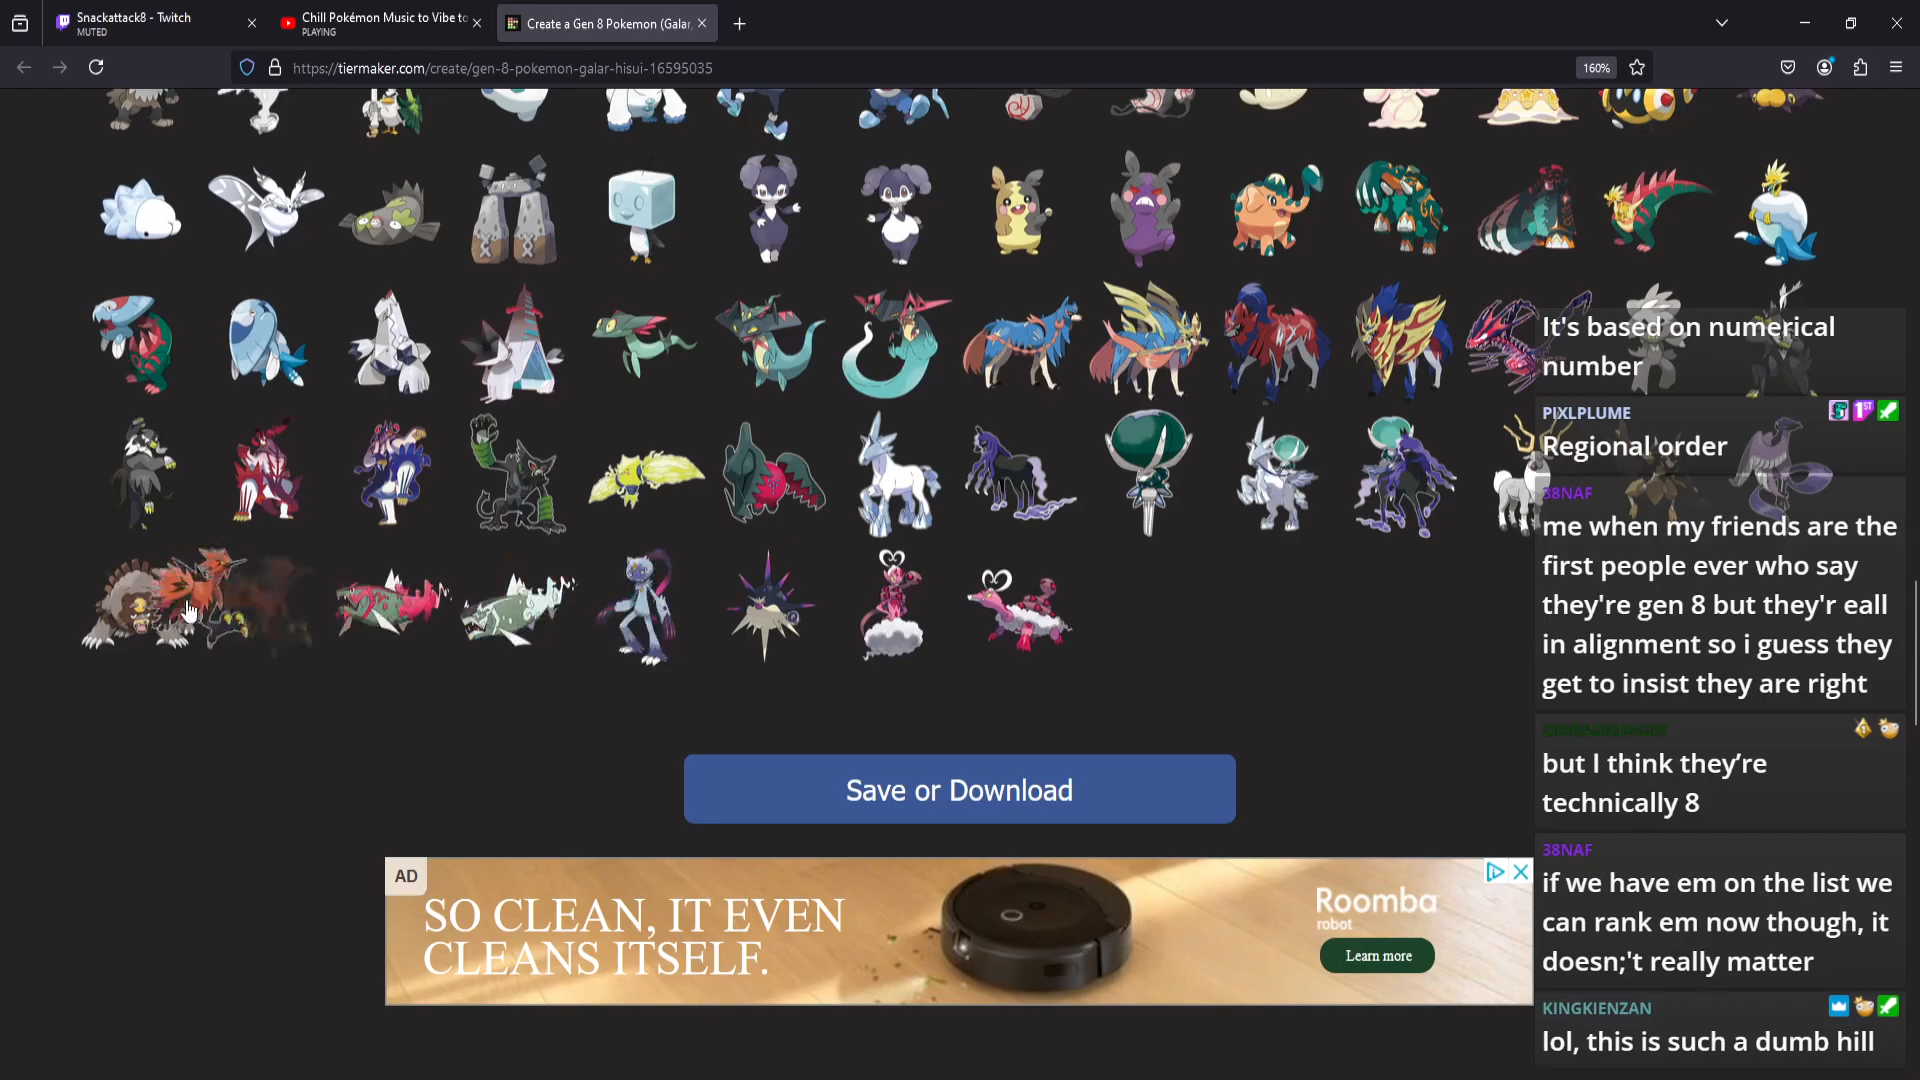 Snackattack8 - Twitch
MUTED
Chill Pokémon Music to Vibe to
PLAYING
Create a Gen 8 Pokemon (Galar,
https://tiermaker.com/create/gen-8-pokemon-galar-hisui-16595035
160%
It's based on numerical
number
PIXLPLUME
Regional order
38NAF
me when my friends are the
first people ever who say
they're gen 8 but they'r eall
in alignment so i guess they
get to insist they are right
but I think they’re
technically 8
38NAF
if we have em on the list we
can rank em now though, it
doesn;'t really matter
KINGKIENZAN
lol, this is such a dumb hill
Save or Download
AD
SO CLEAN, IT EVEN
CLEANS ITSELF.
Roomba
robot
Learn more